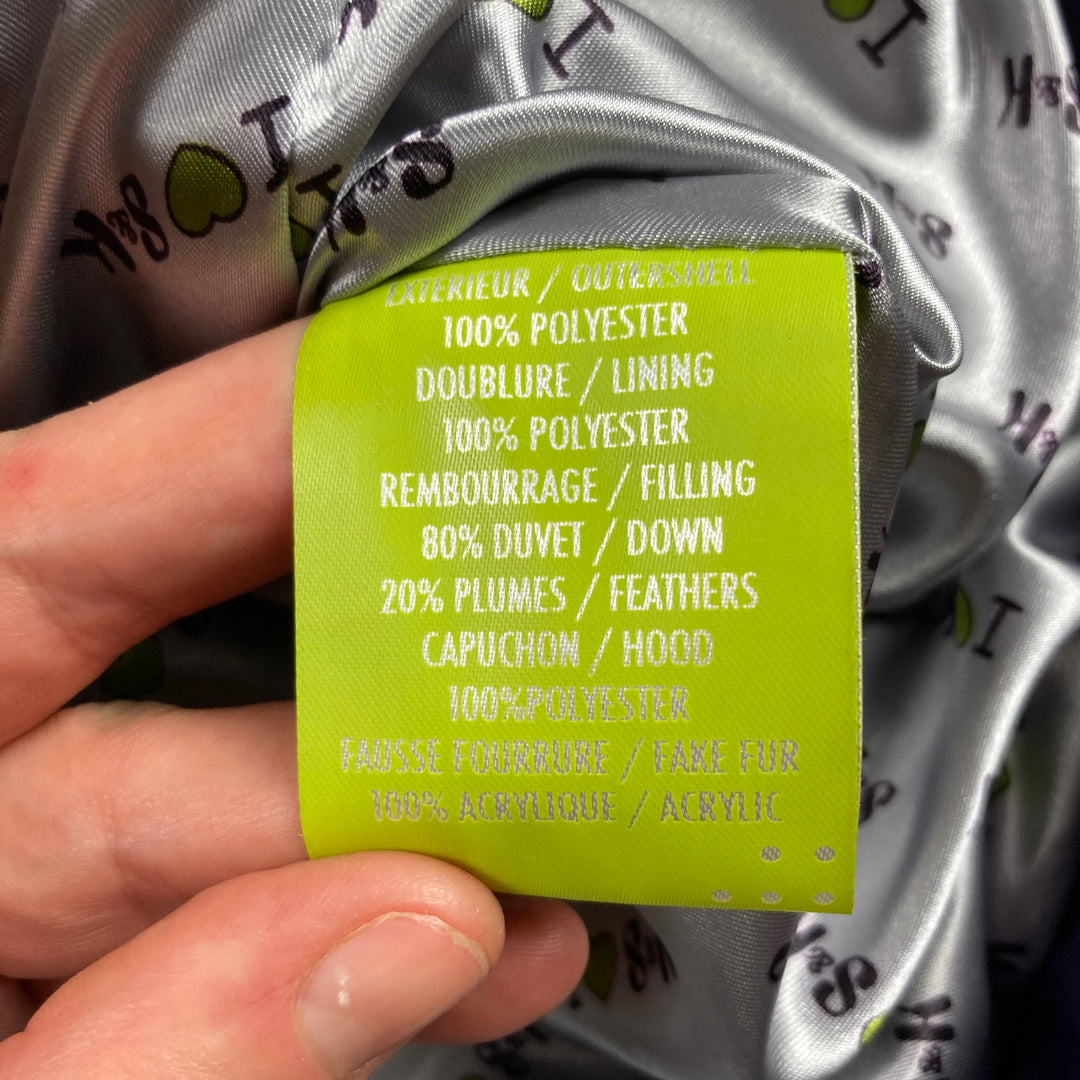 EXTERIEUR / OUTERSHELL
100% POLYESTER
DOUBLURE / LINING
100% POLYESTER
REMBOURRAGE / FILLING
80% DUVET / DOWN
20% PLUMES / FEATHERS
CAPUCHON / HOOD
100%POLYESTER
FAUSSE FOURRURE / FAKE FUR
100% ACRYLIQUE / ACRYLIC
I
S&K
I
S&K
I
S&K
I
S&K